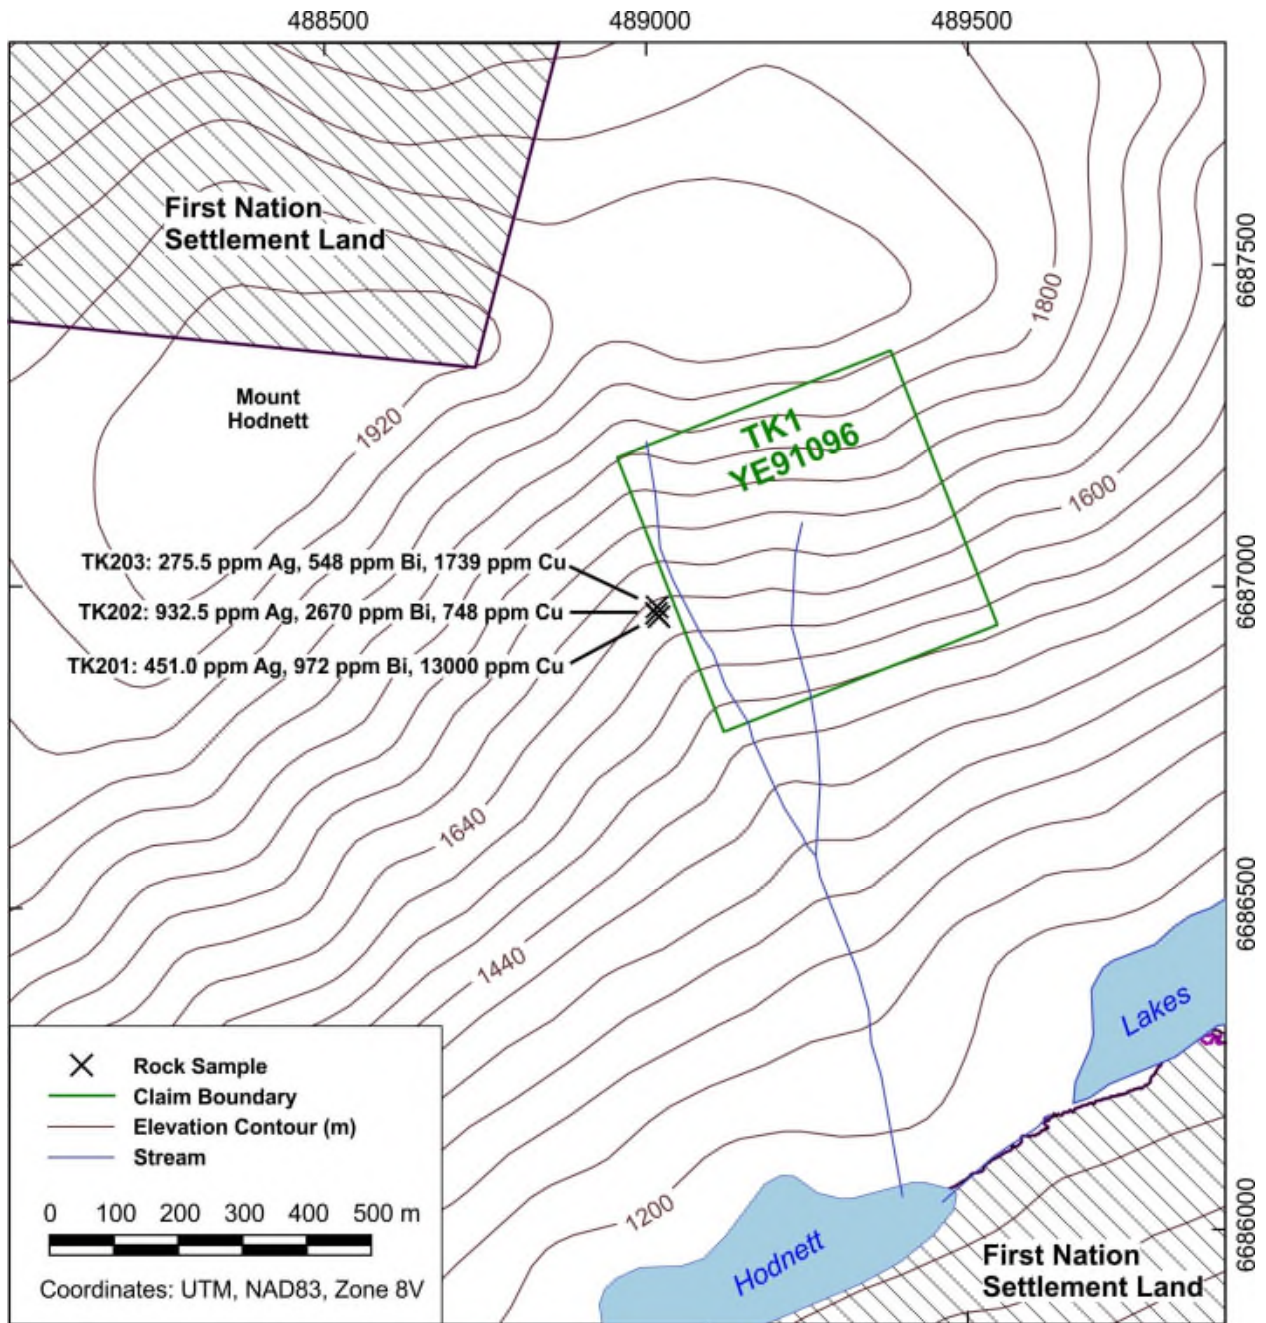 488500
489000
489500
First Nation
Settlement Land
6687500
1800
Mount
Hodnett
1920
TK1
YE91096
1600
TK203: 275.5 ppm Ag, 548 ppm Bi, 1739 ppm Cu
6687000
TK202: 932.5 ppm Ag, 2670 ppm Bi, 748 ppm Cu
TK201: 451.0 ppm Ag, 972 ppm Bi, 13000 ppm Cu
1640
6686500
1440
Lakes
Rock Sample
Claim Boundary
Elevation Contour (m)
Stream
0 100 200 300 400 500 m
Coordinates: UTM, NAD83, Zone 8V
1200
6686000
Hodnett
First Nation
Settlement Land